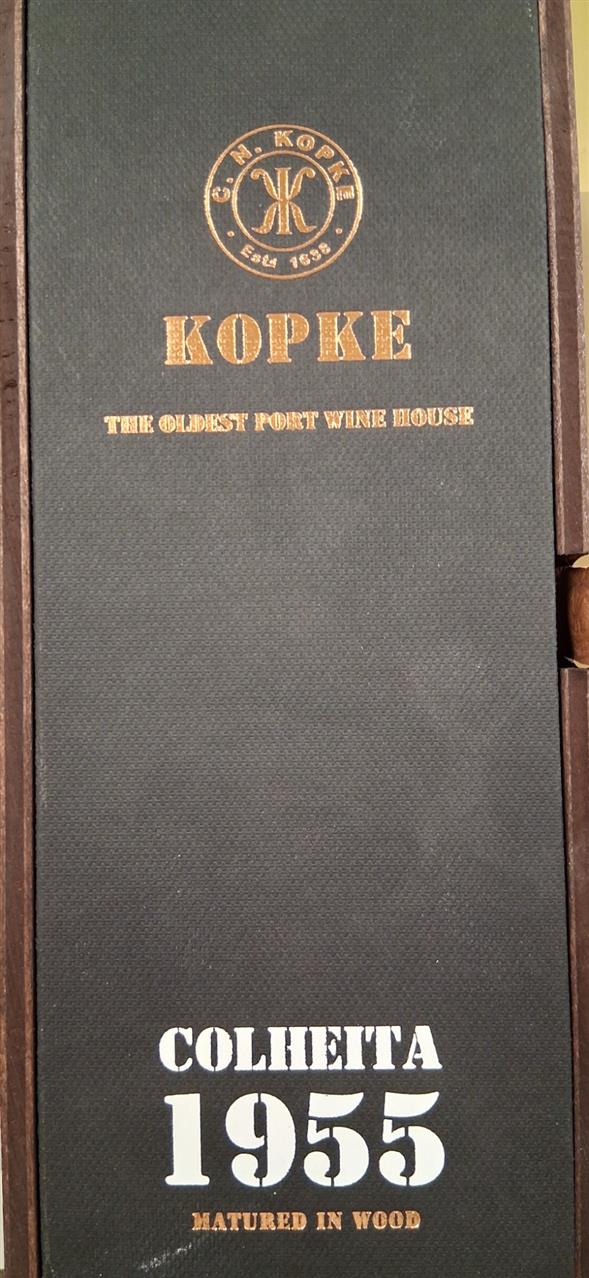 C. N. KOPKE
Estd 1638
KOPKE
THE OLDEST PORT WINE HOUSE
COLHEITA
1955
MATURED IN WOOD